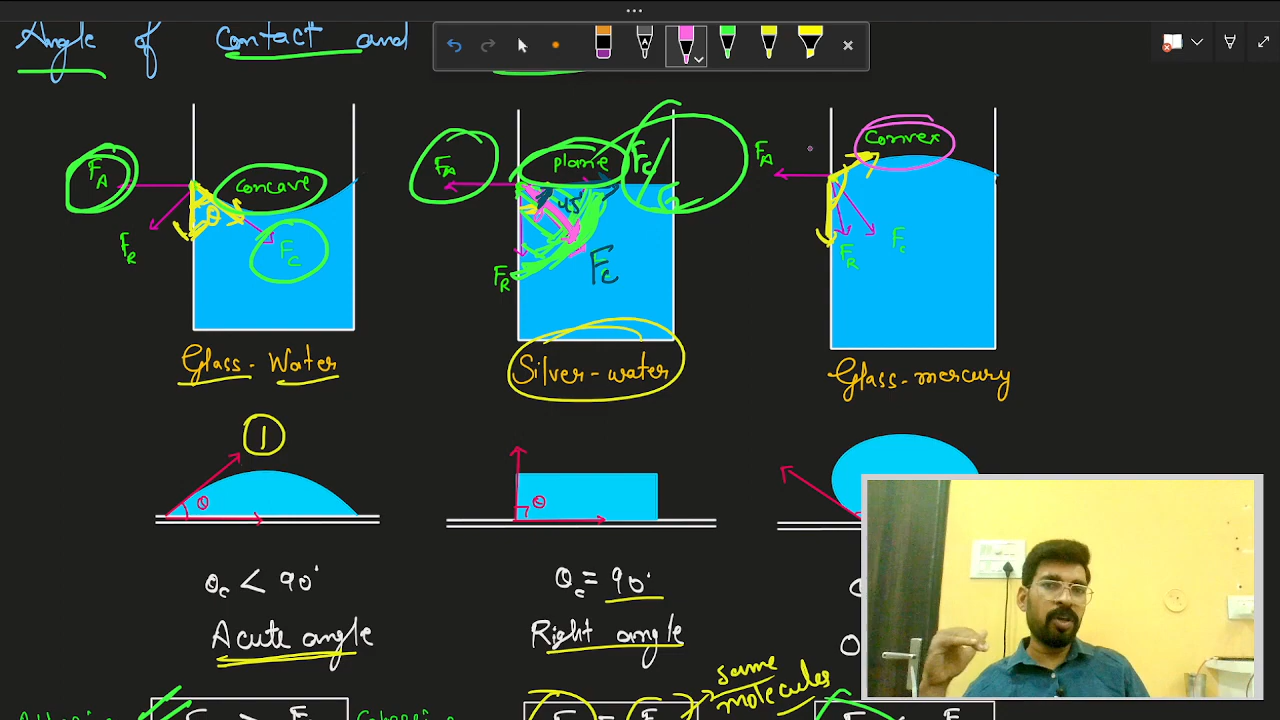 Angle of Contact and
FA
concave
θ
FR
Fc
FA
plane
Fc
45
FR
Fc
FA
Convex
FR
Fc
Glass - Water
Silver-water
Glass-mercury
1
θ
θ
θc < 90°
θc = 90°
Acute angle
Right angle
same
molecules